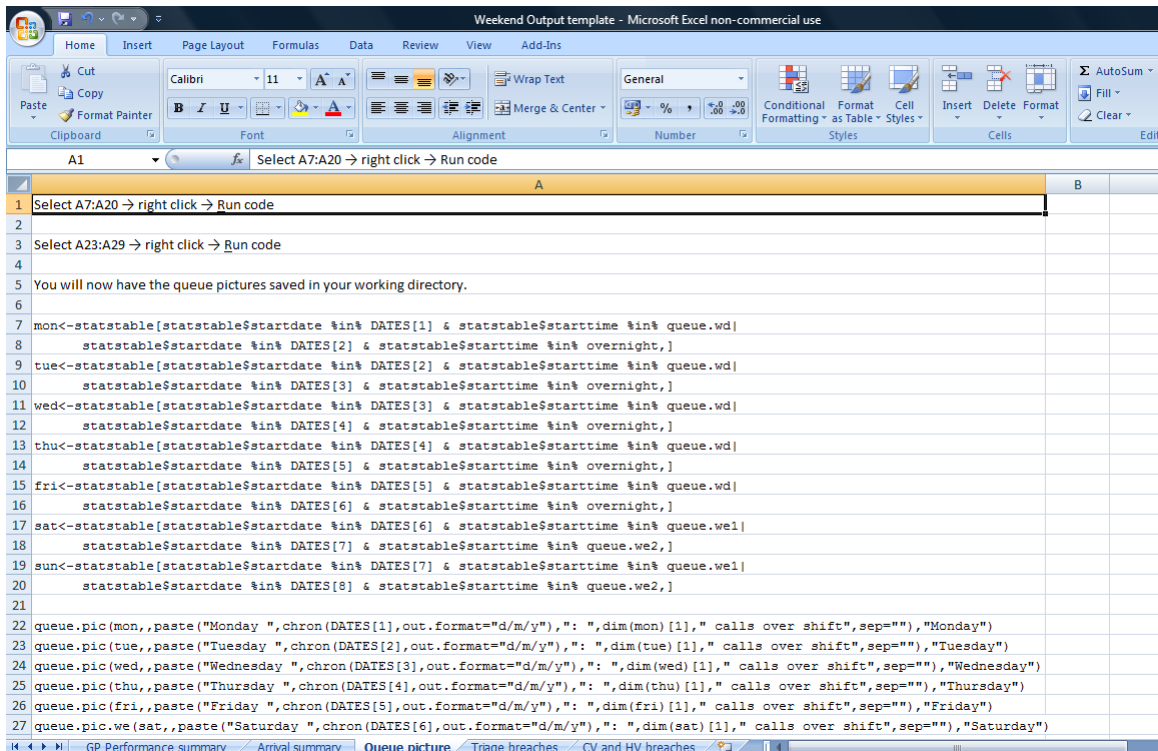 Weekend Output template - Microsoft Excel non-commercial use
Home Insert Page Layout Formulas Data Review View Add-Ins
Cut
Copy
Format Painter
Paste
Clipboard
Calibri 11 A A
B I U A
Font
Wrap Text
Merge & Center
Alignment
General
% , .0 .00 .00 .0
Number
Conditional Formatting Format as Table Cell Styles
Styles
Insert Delete Format
Cells
Σ AutoSum
Fill
Clear
Edit
A1 fx Select A7:A20 → right click → Run code
A B
1 Select A7:A20 → right click → Run code
2
3 Select A23:A29 → right click → Run code
4
5 You will now have the queue pictures saved in your working directory.
6
7 mon<-statstable[statstable$startdate %in% DATES[1] & statstable$starttime %in% queue.wd|
8 statstable$startdate %in% DATES[2] & statstable$starttime %in% overnight,]
9 tue<-statstable[statstable$startdate %in% DATES[2] & statstable$starttime %in% queue.wd|
10 statstable$startdate %in% DATES[3] & statstable$starttime %in% overnight,]
11 wed<-statstable[statstable$startdate %in% DATES[3] & statstable$starttime %in% queue.wd|
12 statstable$startdate %in% DATES[4] & statstable$starttime %in% overnight,]
13 thu<-statstable[statstable$startdate %in% DATES[4] & statstable$starttime %in% queue.wd|
14 statstable$startdate %in% DATES[5] & statstable$starttime %in% overnight,]
15 fri<-statstable[statstable$startdate %in% DATES[5] & statstable$starttime %in% queue.wd|
16 statstable$startdate %in% DATES[6] & statstable$starttime %in% overnight,]
17 sat<-statstable[statstable$startdate %in% DATES[6] & statstable$starttime %in% queue.we1|
18 statstable$startdate %in% DATES[7] & statstable$starttime %in% queue.we2,]
19 sun<-statstable[statstable$startdate %in% DATES[7] & statstable$starttime %in% queue.we1|
20 statstable$startdate %in% DATES[8] & statstable$starttime %in% queue.we2,]
21
22 queue.pic(mon,,paste("Monday ",chron(DATES[1],out.format="d/m/y"),": ",dim(mon)[1]," calls over shift",sep=""),"Monday")
23 queue.pic(tue,,paste("Tuesday ",chron(DATES[2],out.format="d/m/y"),": ",dim(tue)[1]," calls over shift",sep=""),"Tuesday")
24 queue.pic(wed,,paste("Wednesday ",chron(DATES[3],out.format="d/m/y"),": ",dim(wed)[1]," calls over shift",sep=""),"Wednesday")
25 queue.pic(thu,,paste("Thursday ",chron(DATES[4],out.format="d/m/y"),": ",dim(thu)[1]," calls over shift",sep=""),"Thursday")
26 queue.pic(fri,,paste("Friday ",chron(DATES[5],out.format="d/m/y"),": ",dim(fri)[1]," calls over shift",sep=""),"Friday")
27 queue.pic.we(sat,,paste("Saturday ",chron(DATES[6],out.format="d/m/y"),": ",dim(sat)[1]," calls over shift",sep=""),"Saturday")
GP Performance summary Arrival summary Queue picture Triage breaches CV and HV breaches